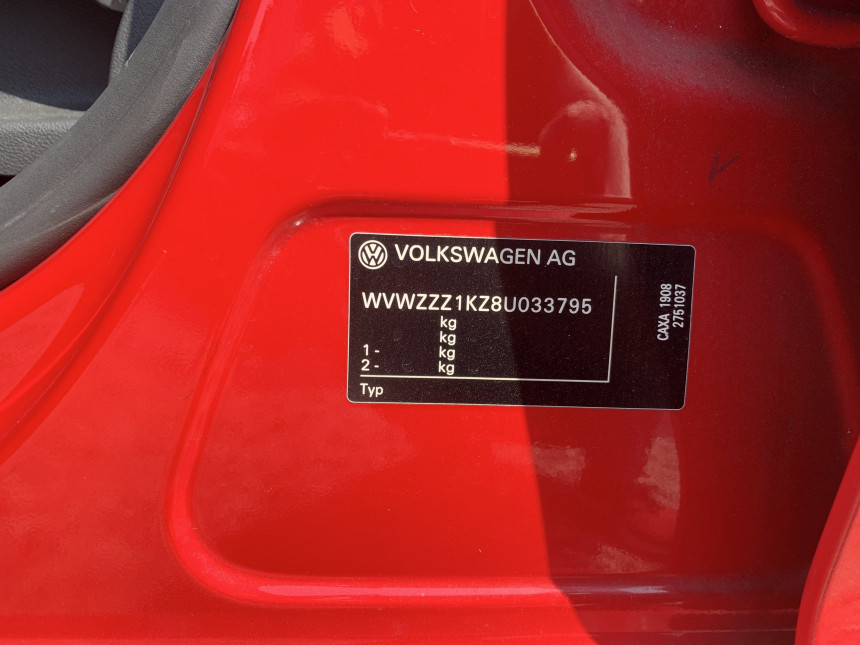 VOLKSWAGEN AG
WVWZZZ1KZ8U033795
kg
kg
1 - kg
2 - kg
Typ
CAXA 1908
2751037